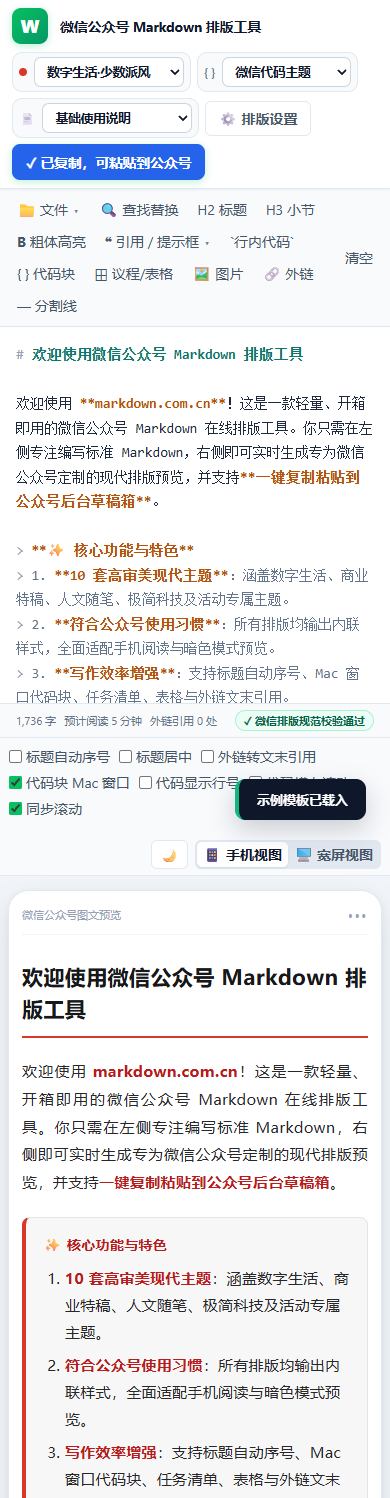 W 微信公众号 Markdown 排版工具
数字生活·少数派风 { } 微信代码主题
基础使用说明 排版设置
✓ 已复制，可粘贴到公众号
文件 查找替换 H2 标题 H3 小节
B 粗体高亮 ❝ 引用 / 提示框 `行内代码`
清空
{ } 代码块 田 议程/表格 图片 外链
— 分割线
# 欢迎使用微信公众号 Markdown 排版工具
欢迎使用 **markdown.com.cn**！这是一款轻量、开箱
即用的微信公众号 Markdown 在线排版工具。你只需在左
侧专注编写标准 Markdown，右侧即可实时生成专为微信
公众号定制的现代排版预览，并支持**一键复制粘贴到
公众号后台草稿箱**。
> **✨ 核心功能与特色**
> 1. **10 套高审美现代主题**：涵盖数字生活、商业
特稿、人文随笔、极简科技及活动专属主题。
> 2. **符合公众号使用习惯**：所有排版均输出内联
样式，全面适配手机阅读与暗色模式预览。
> 3. **写作效率增强**：支持标题自动序号、Mac 窗
口代码块、任务清单、表格与外链文末引用。
1,736 字 预计阅读 5 分钟 外链引用 0 处 ✓ 微信排版规范校验通过
标题自动序号 标题居中 外链转文末引用
代码块 Mac 窗口 代码显示行号
示例模板已载入
同步滚动
手机视图 宽屏视图
微信公众号图文预览 •••
欢迎使用微信公众号 Markdown 排
版工具
欢迎使用 markdown.com.cn！这是一款轻量、
开箱即用的微信公众号 Markdown 在线排版工
具。你只需在左侧专注编写标准 Markdown，右
侧即可实时生成专为微信公众号定制的现代排版预
览，并支持一键复制粘贴到公众号后台草稿箱。
✨ 核心功能与特色
1. 10 套高审美现代主题：涵盖数字生活、商
业特稿、人文随笔、极简科技及活动专属
主题。
2. 符合公众号使用习惯：所有排版均输出内
联样式，全面适配手机阅读与暗色模式预
览。
3. 写作效率增强：支持标题自动序号、Mac
窗口代码块、任务清单、表格与外链文末